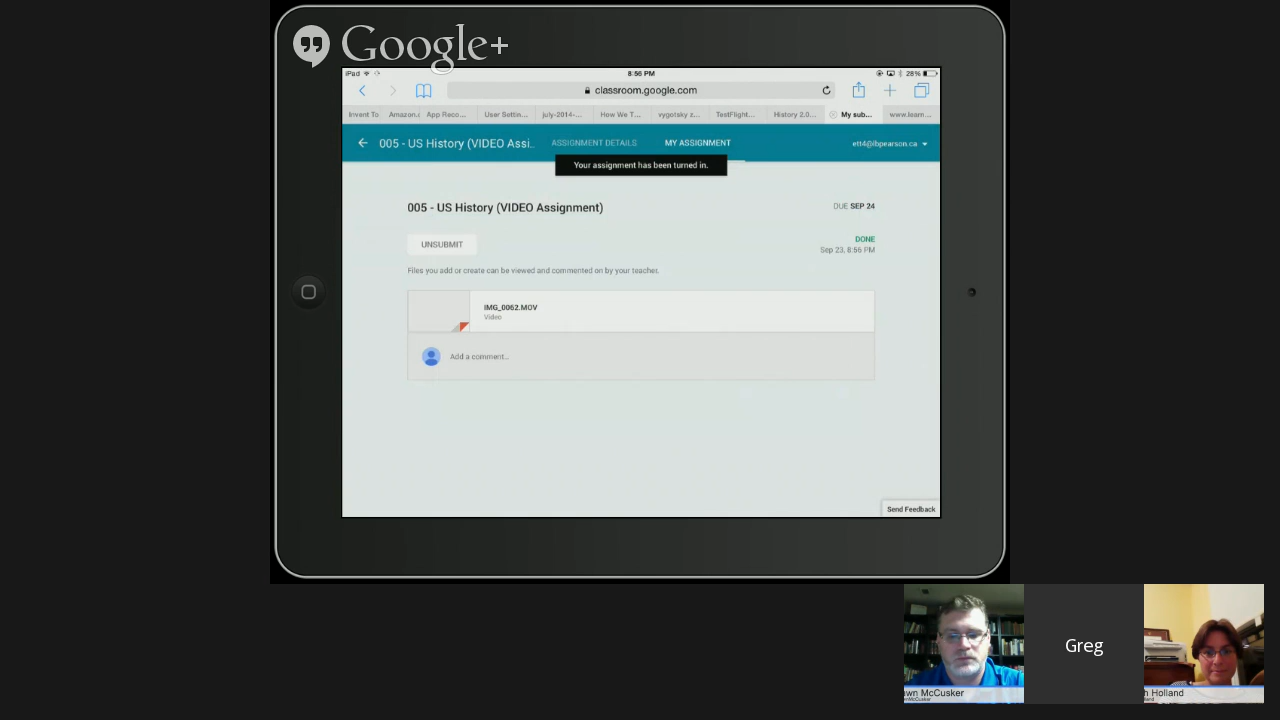 Google+
iPad
8:56 PM
28%
classroom.google.com
Invent To
Amazon.c
App Reco...
User Settin...
july-2014-...
How We T...
vygotsky z...
TestFlight...
History 2.0...
My sub...
www.learn...
005 - US History (VIDEO Assi..
ASSIGNMENT DETAILS
MY ASSIGNMENT
ett4@lbpearson.ca
Your assignment has been turned in.
005 - US History (VIDEO Assignment)
DUE SEP 24
UNSUBMIT
DONE
Sep 23, 8:56 PM
Files you add or create can be viewed and commented on by your teacher.
IMG_0062.MOV
Video
Add a comment...
Send Feedback
Greg
wn McCusker
h Holland